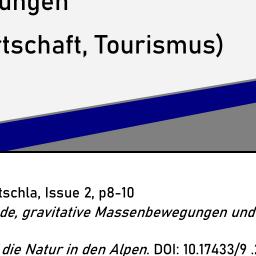 ungen
rtschaft, Tourismus)
tschla, Issue 2, p8-10
de, gravitative Massenbewegungen und
die Natur in den Alpen. DOI: 10.17433/9 .2